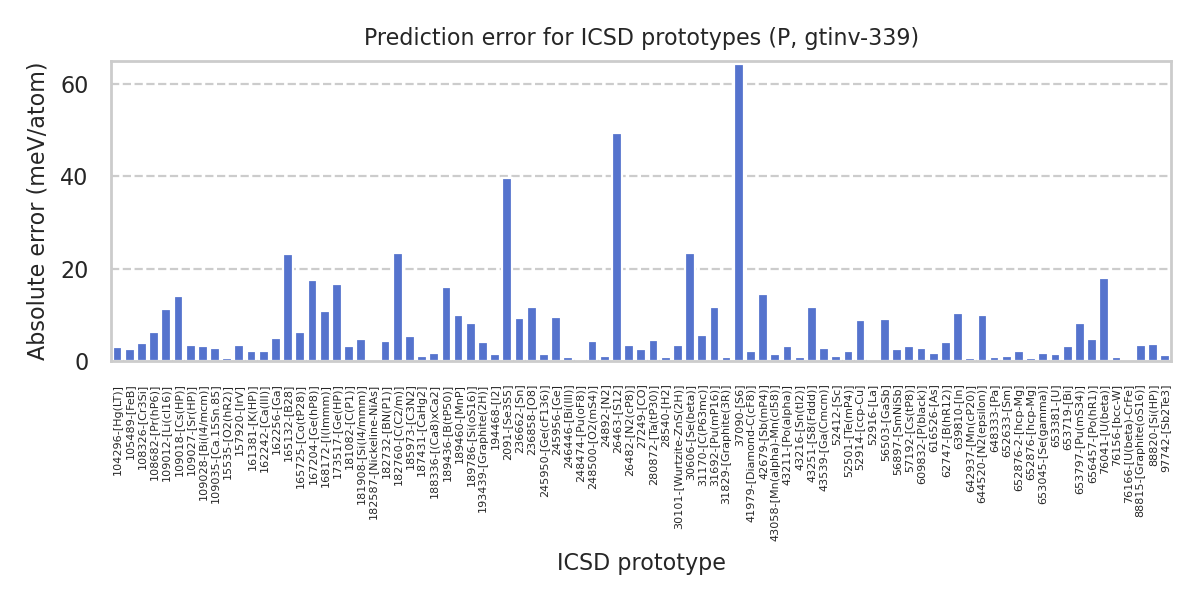 Prediction error for ICSD prototypes (P, gtinv-339)
Absolute error (meV/atom)
60
40
20
0
104296-[Hg(LT)]
105489-[FeB]
108326-[Cr3Si]
108682-[Pr(hP6)]
109012-[Li(cI16)]
109018-[Cs(HP)]
109027-[Sr(HP)]
109028-[Bi(I4/mcm)]
109035-[Ca.15Sn.85]
15535-[O2(hR2)]
157920-[IrV]
161381-[K(HP)]
162242-[Ca(III)]
162256-[Ga]
165132-[B28]
165725-[Co(tP28)]
167204-[Ge(hP8)]
168172-[I(Immm)]
173517-[Ge(HP)]
181082-[C(P1)]
181908-[Si(I4/mmm)]
182587-[Nickeline-NiAs]
182732-[BN(P1)]
182760-[C(C2/m)]
185973-[C3N2]
187431-[CaHg2]
188336-[(Ca8)xCa2]
189436-[B(tP50)]
189460-[MnP]
189786-[Si(oS16)]
193439-[Graphite(2H)]
194468-[I2]
2091-[Se3S5]
236662-[Sn]
236858-[O8]
245950-[Ge(cF136)]
245956-[Ge]
246446-[Bi(III)]
248474-[Pu(oF8)]
248500-[O2(mS4)]
24892-[N2]
26463-[S12]
26482-[N2(cP8)]
27249-[CO]
280872-[Ta(tP30)]
28540-[H2]
30101-[Wurtzite-ZnS(2H)]
30606-[Se(beta)]
31170-[C(P63mc)]
31692-[Pu(mP16)]
31829-[Graphite(3R)]
37090-[S6]
41979-[Diamond-C(cF8)]
42679-[Sb(mP4)]
43058-[Mn(alpha)-Mn(cI58)]
43211-[Po(alpha)]
43216-[Sn(tI2)]
43251-[S8(Fddd)]
43539-[Ga(Cmcm)]
52412-[Sc]
52501-[Te(mP4)]
52914-[ccp-Cu]
52916-[La]
56503-[GaSb]
56897-[SmNiSb]
57192-[Cs(tP8)]
609832-[P(black)]
616526-[As]
62747-[B(hR12)]
639810-[In]
642937-[Mn(cP20)]
644520-[N2(epsilon)]
648333-[Pa]
652633-[Sm]
652876-2-[hcp-Mg]
652876-[hcp-Mg]
653045-[Se(gamma)]
653381-[U]
653719-[Bi]
653797-[Pu(mS34)]
656457-[Po(hR1)]
76041-[U(beta)]
76156-[bcc-W]
76166-[U(beta)-CrFe]
88815-[Graphite(oS16)]
88820-[Si(HP)]
97742-[Sb2Te3]
ICSD prototype